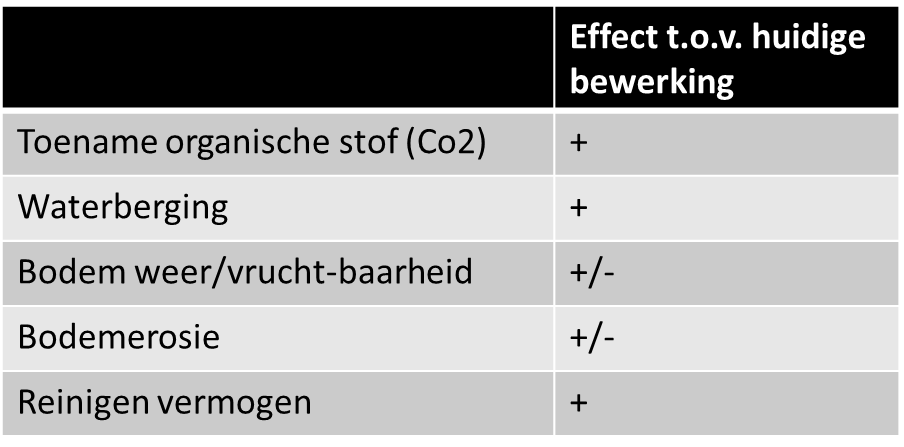 Effect t.o.v. huidige
bewerking
Toename organische stof (Co2) +
Waterberging +
Bodem weer/vrucht-baarheid +/-
Bodemerosie +/-
Reinigen vermogen +